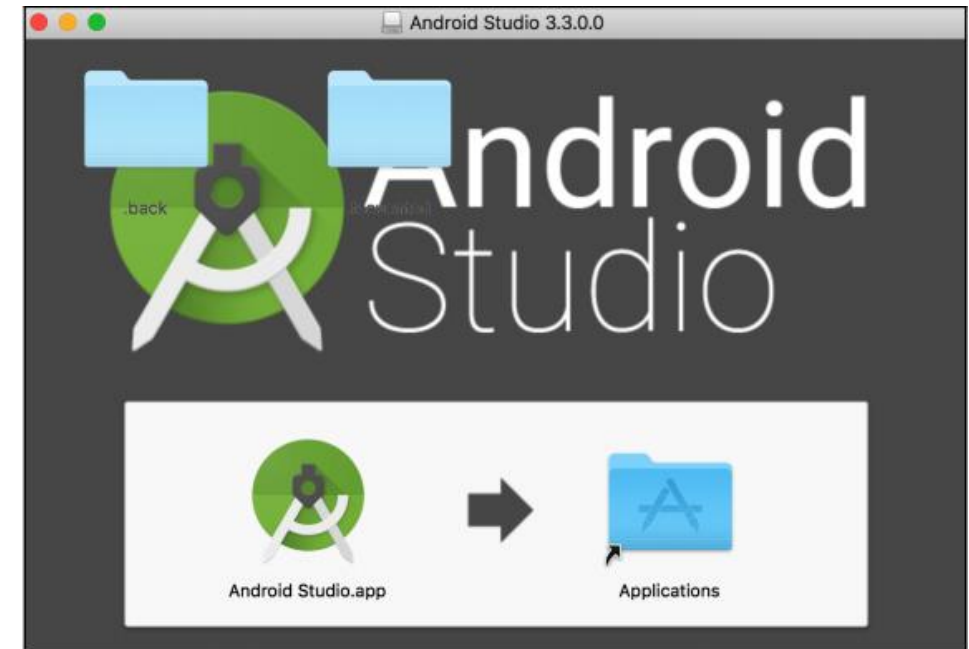 Android Studio 3.3.0.0
Android
Studio
.back
Android Studio.app
Applications